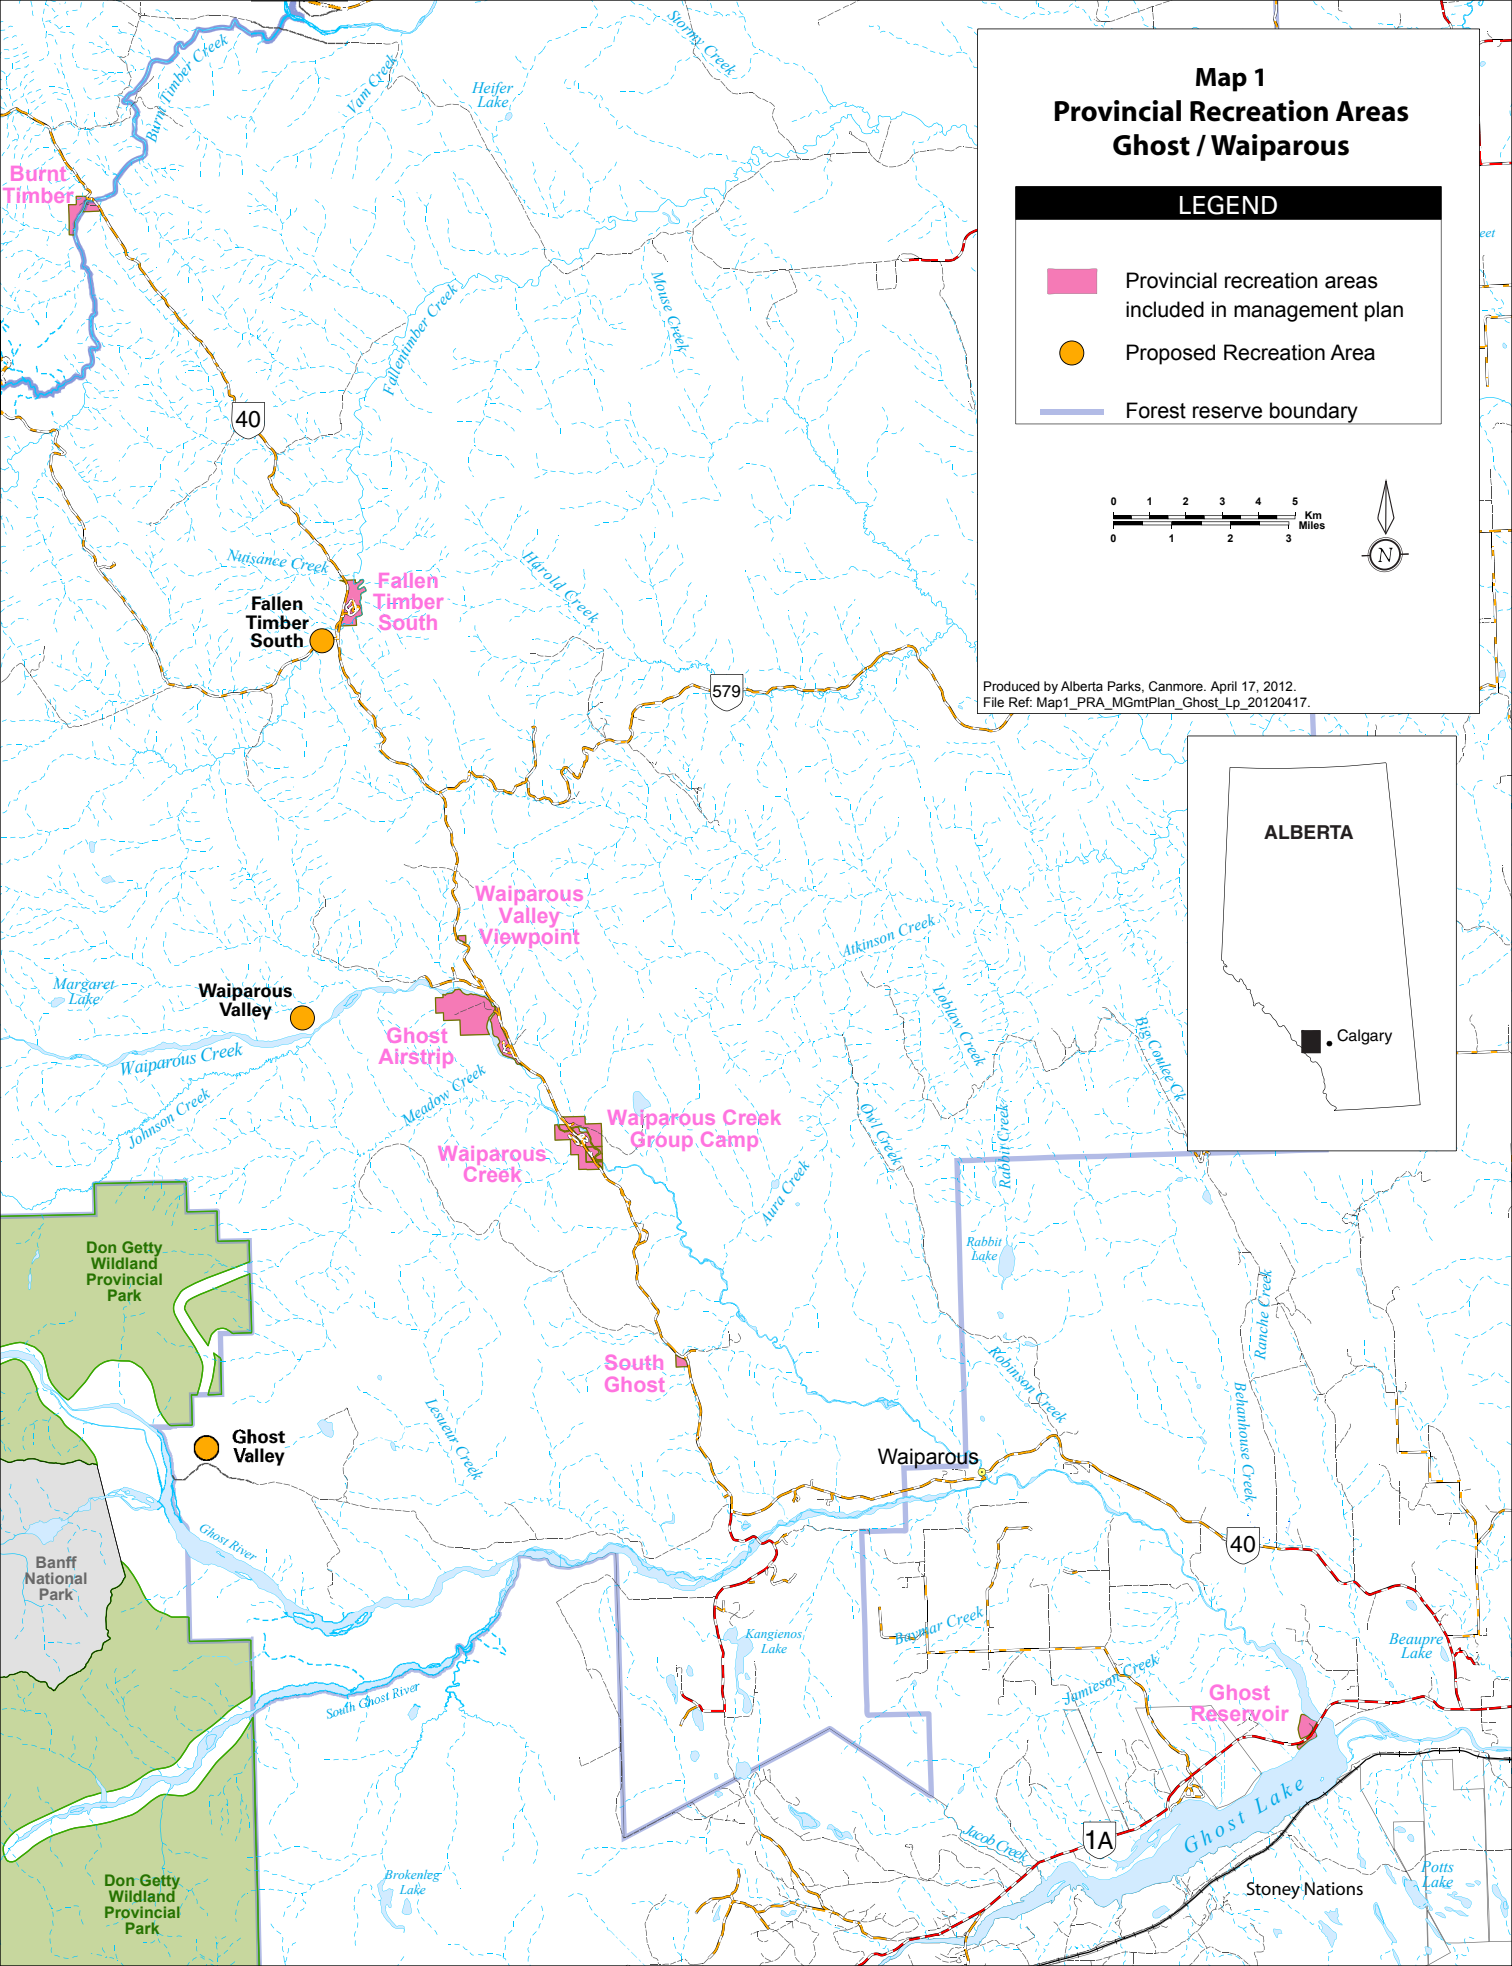 Map 1
Provincial Recreation Areas
Ghost / Waiparous
LEGEND
Provincial recreation areas
included in management plan
Proposed Recreation Area
Forest reserve boundary
0 1 2 3 4 5
Km
Miles
0 1 2 3
N
Produced by Alberta Parks, Canmore. April 17, 2012.
File Ref: Map1_PRA_MGmtPlan_Ghost_Lp_20120417.
ALBERTA
Calgary
Burnt Timber Creek
Vam Creek
Heifer
Lake
Stormy Creek
Burnt
Timber
Mouse Creek
Fallentimber Creek
40
Nuisance Creek
Harold Creek
Fallen
Timber
South
Fallen
Timber
South
579
Waiparous
Valley
Viewpoint
Atkinson Creek
Margaret
Lake
Waiparous
Valley
Loblaw Creek
Big Coulee Ck
Ghost
Airstrip
Waiparous Creek
Meadow Creek
Johnson Creek
Waiparous Creek
Group Camp
Waiparous
Creek
Owl Creek
Rabbit Creek
Aura Creek
Don Getty
Wildland
Provincial
Park
Rabbit
Lake
Ranche Creek
South
Ghost
Robinson Creek
Behanhouse Creek
Lesueur Creek
Ghost
Valley
Waiparous
Ghost River
40
Banff
National
Park
Kangienos
Lake
Baymar Creek
Beaupre
Lake
Jamieson Creek
South Ghost River
Ghost
Reservoir
Ghost Lake
Jacob Creek
1A
Brokenleg
Lake
Potts
Lake
Stoney Nations
Don Getty
Wildland
Provincial
Park